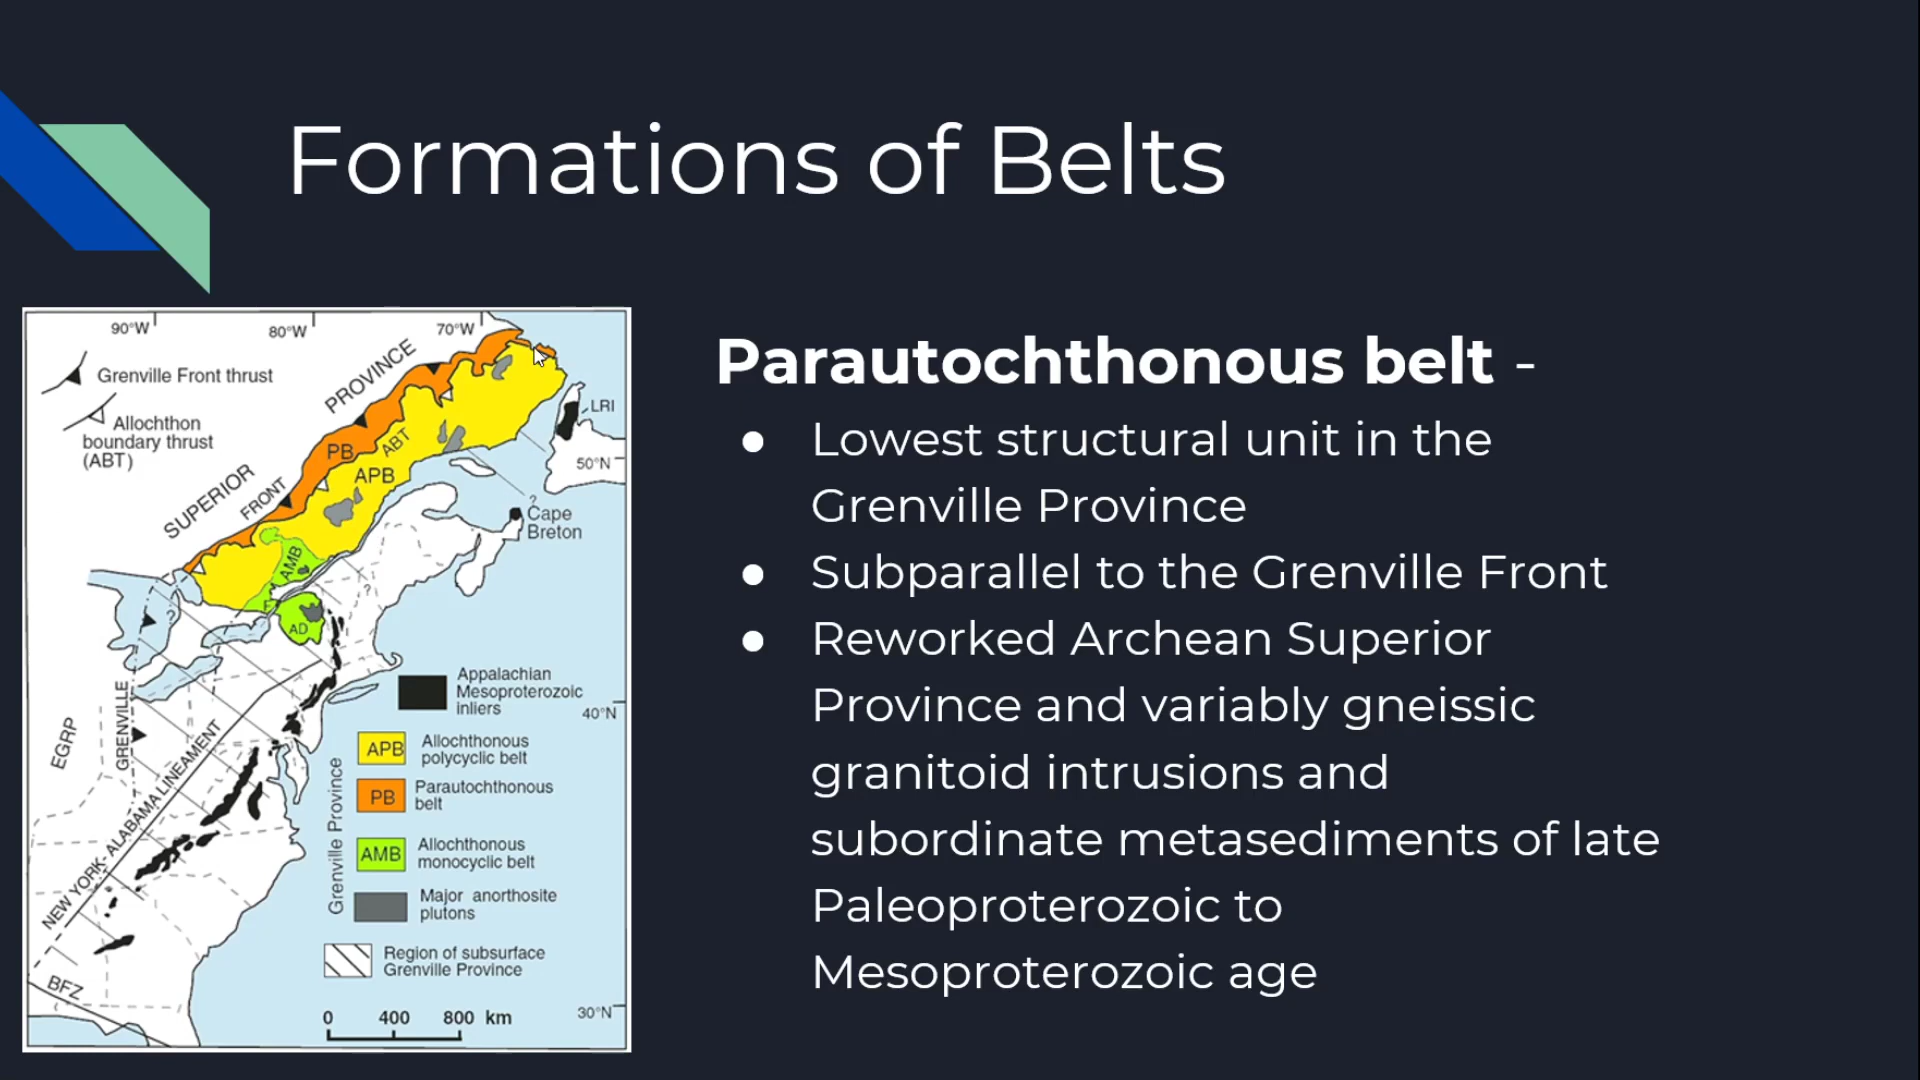 Formations of Belts
90°W
80°W
70°W
Grenville Front thrust
Allochthon
boundary thrust
(ABT)
SUPERIOR
PROVINCE
FRONT
PB
ABT
APB
LRI
50°N
?
Cape
Breton
AMB
F
AD
?
?
Appalachian
Mesoproterozoic
inliers
40°N
EGRP
GRENVILLE
NEW YORK-ALABAMA LINEAMENT
Grenville Province
APB
Allochthonous
polycyclic belt
PB
Parautochthonous
belt
AMB
Allochthonous
monocyclic belt
Major anorthosite
plutons
Region of subsurface
Grenville Province
BFZ
0 400 800 km
30°N
Parautochthonous belt -
● Lowest structural unit in the
Grenville Province
● Subparallel to the Grenville Front
● Reworked Archean Superior
Province and variably gneissic
granitoid intrusions and
subordinate metasediments of late
Paleoproterozoic to
Mesoproterozoic age